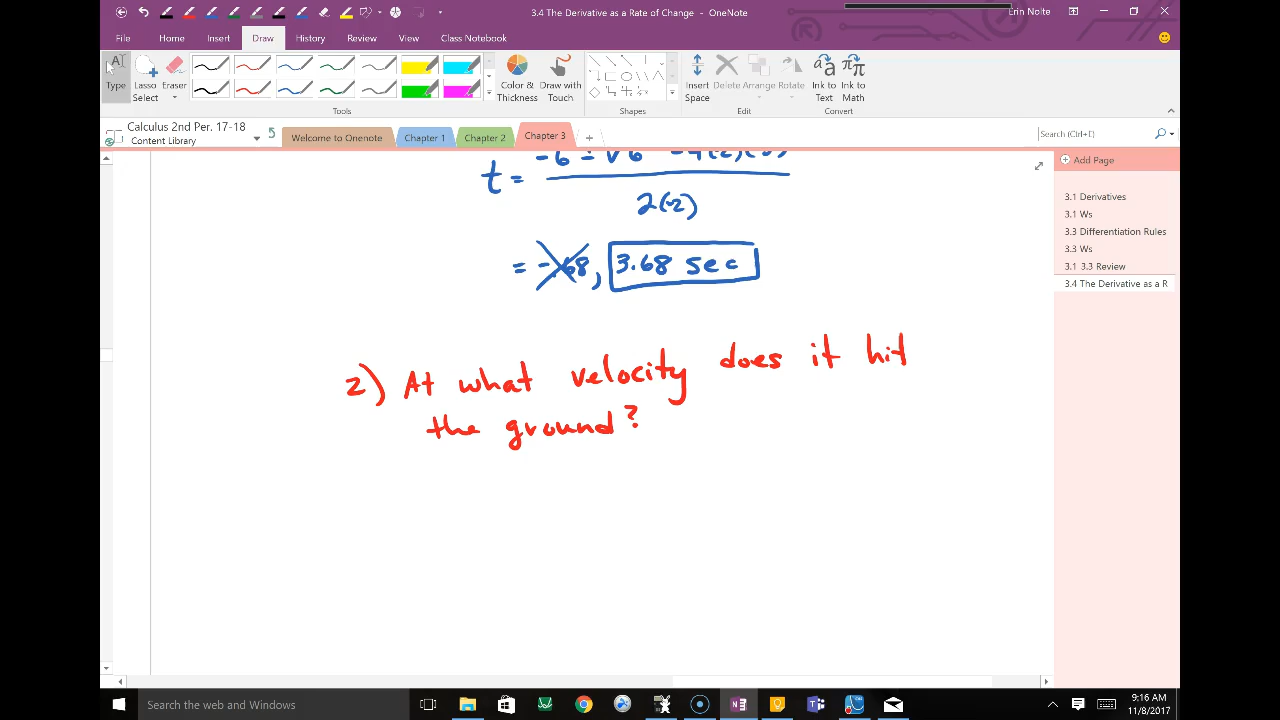 3.4 The Derivative as a Rate of Change - OneNote
Erin Nolte
File Home Insert Draw History Review View Class Notebook
Type
Lasso Select
Eraser
Color & Thickness
Draw with Touch
Insert Space
Delete Arrange Rotate
Ink to Text
Ink to Math
Tools Shapes Edit Convert
Calculus 2nd Per. 17-18
Content Library
Welcome to Onenote Chapter 1 Chapter 2 Chapter 3
Search (Ctrl+E)
Add Page
3.1 Derivatives
3.1 Ws
3.3 Differentiation Rules
3.3 Ws
3.1 3.3 Review
3.4 The Derivative as a R
t =
2(-2)
= -.68, 3.68 sec
2) At what velocity does it hit
the ground?
Search the web and Windows
9:16 AM
11/8/2017